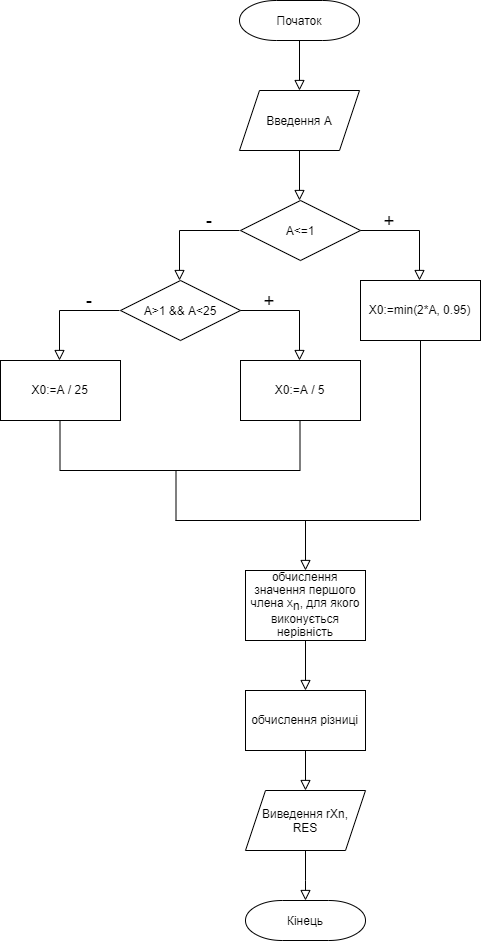 Початок
Введення A
A<=1
-
+
A>1 && A<25
-
+
X0:=min(2*A, 0.95)
X0:=A / 25
X0:=A / 5
обчислення
значення першого
члена xn, для якого
виконується
нерівність
обчислення різниці
Виведення rXn,
RES
Кінець